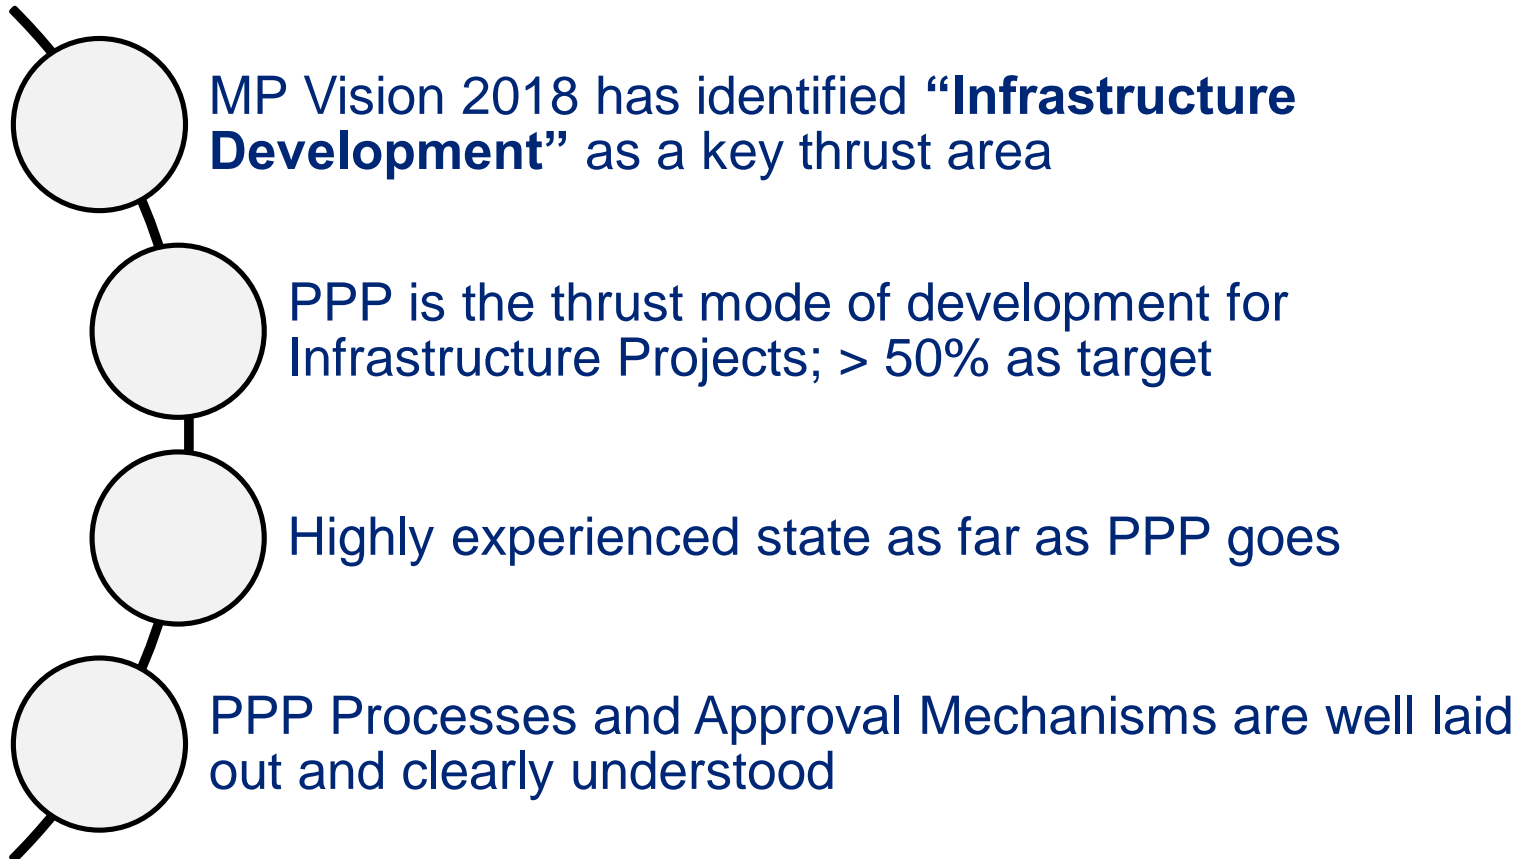 MP Vision 2018 has identified “Infrastructure
Development” as a key thrust area
PPP is the thrust mode of development for
Infrastructure Projects; > 50% as target
Highly experienced state as far as PPP goes
PPP Processes and Approval Mechanisms are well laid
out and clearly understood